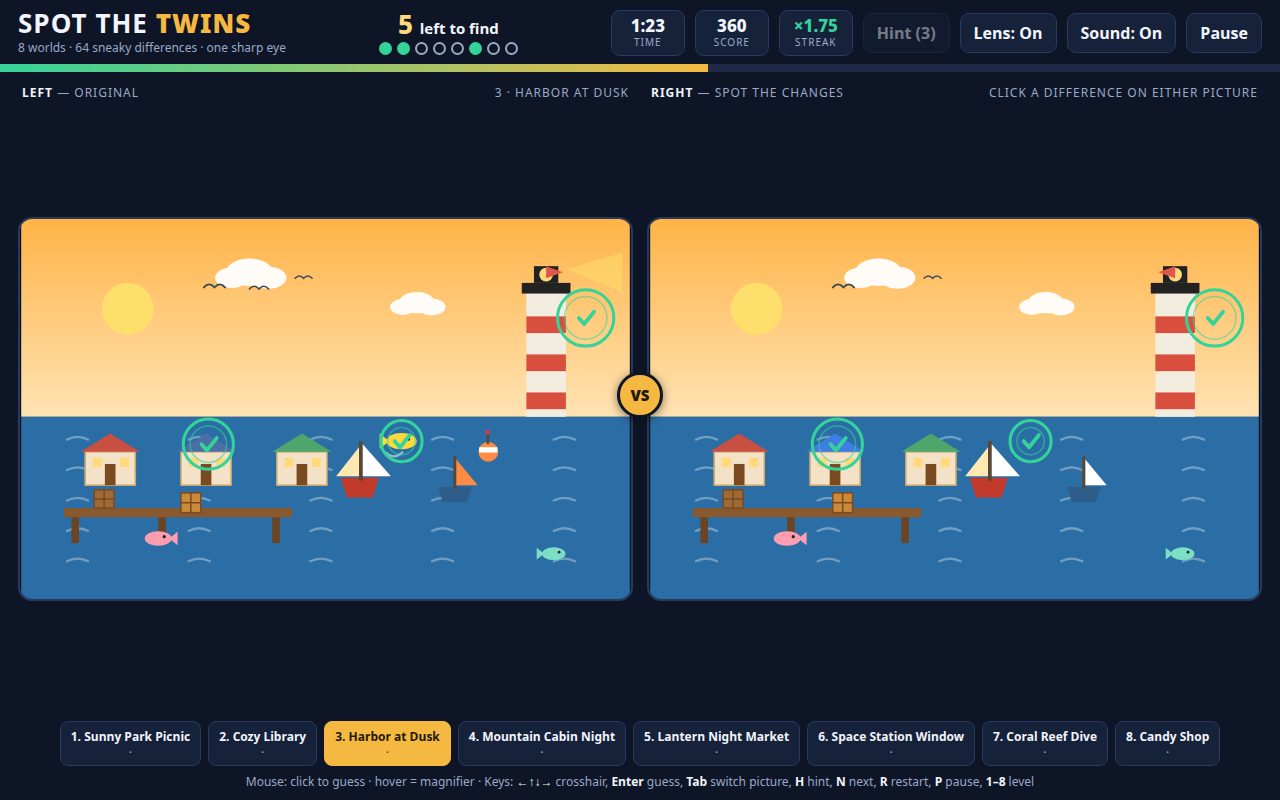 SPOT THE TWINS
8 worlds · 64 sneaky differences · one sharp eye
5 left to find
1:23
TIME
360
SCORE
×1.75
STREAK
Hint (3)
Lens: On
Sound: On
Pause
LEFT — ORIGINAL
3 · HARBOR AT DUSK
RIGHT — SPOT THE CHANGES
CLICK A DIFFERENCE ON EITHER PICTURE
VS
1. Sunny Park Picnic
2. Cozy Library
3. Harbor at Dusk
4. Mountain Cabin Night
5. Lantern Night Market
6. Space Station Window
7. Coral Reef Dive
8. Candy Shop
Mouse: click to guess · hover = magnifier · Keys: ←↑↓→ crosshair, Enter guess, Tab switch picture, H hint, N next, R restart, P pause, 1–8 level